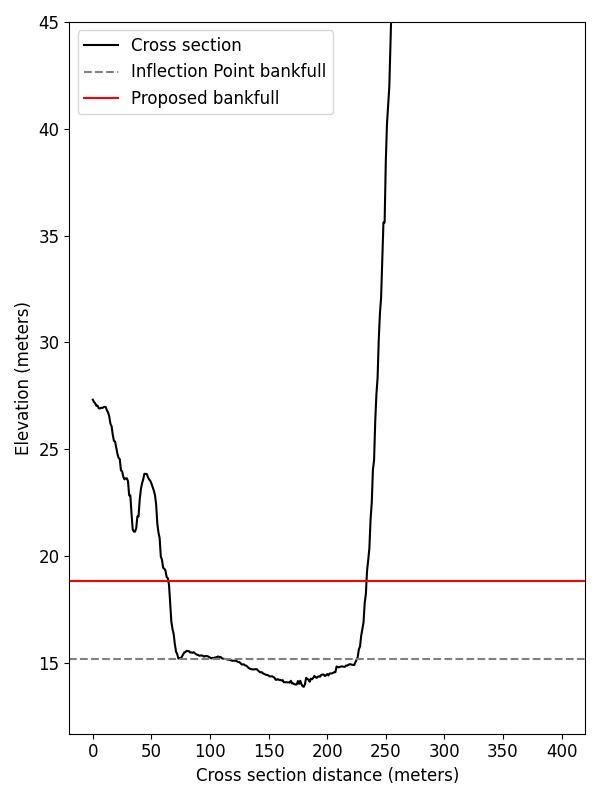 45
40
35
30
25
20
15
Elevation (meters)
Cross section
Inflection Point bankfull
Proposed bankfull
0 50 100 150 200 250 300 350 400
Cross section distance (meters)